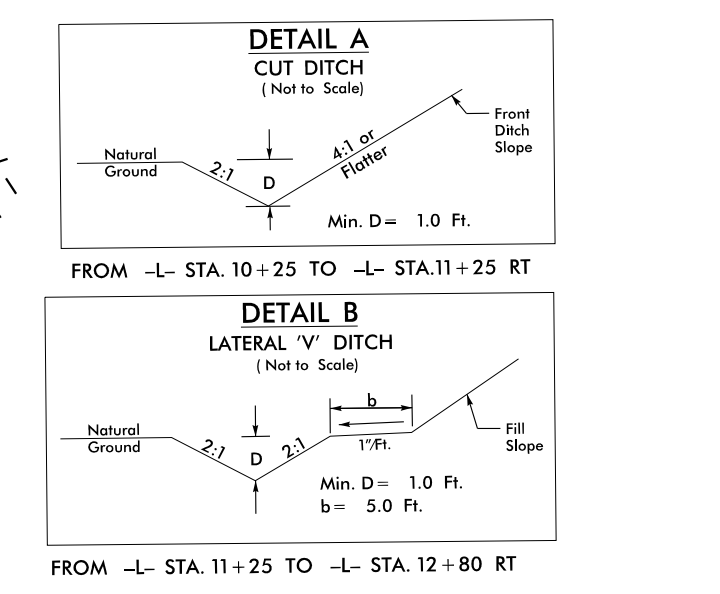 DETAIL A
CUT DITCH
( Not to Scale)
Natural
Ground
2:1
D
4:1 or
Flatter
Front
Ditch
Slope
Min. D= 1.0 Ft.
FROM -L- STA. 10+25 TO -L- STA.11+25 RT
DETAIL B
LATERAL 'V' DITCH
( Not to Scale)
Natural
Ground
2:1
D
2:1
b
1"/Ft.
Fill
Slope
Min. D= 1.0 Ft.
b= 5.0 Ft.
FROM -L- STA. 11+25 TO -L- STA. 12+80 RT